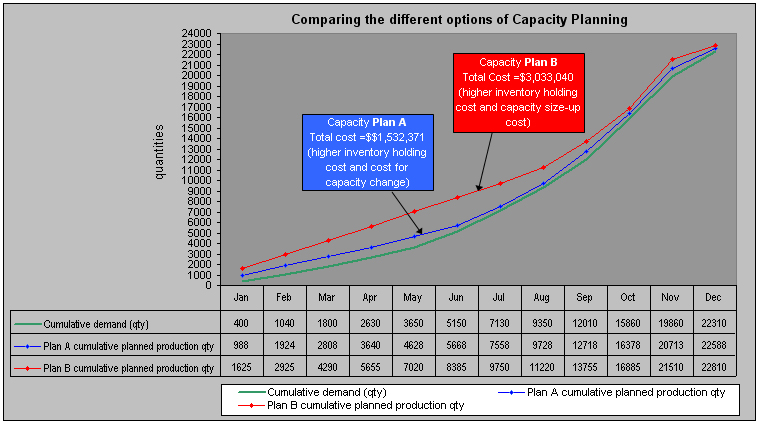 Comparing the different options of Capacity Planning
quantities
24000
23000
22000
21000
20000
19000
18000
17000
16000
15000
14000
13000
12000
11000
10000
9000
8000
7000
6000
5000
4000
3000
2000
1000
0
Capacity Plan B
Total Cost =$3,033,040
(higher inventory holding
cost and capacity size-up
cost)
Capacity Plan A
Total cost =$$1,532,371
(higher inventory holding
cost and cost for
capacity change)
Jan Feb Mar Apr May Jun Jul Aug Sep Oct Nov Dec
Cumulative demand (qty) 400 1040 1800 2630 3650 5150 7130 9350 12010 15860 19860 22310
Plan A cumulative planned production qty 988 1924 2808 3640 4628 5668 7558 9728 12718 16378 20713 22588
Plan B cumulative planned production qty 1625 2925 4290 5655 7020 8385 9750 11220 13755 16885 21510 22810
Cumulative demand (qty) Plan A cumulative planned production qty
Plan B cumulative planned production qty